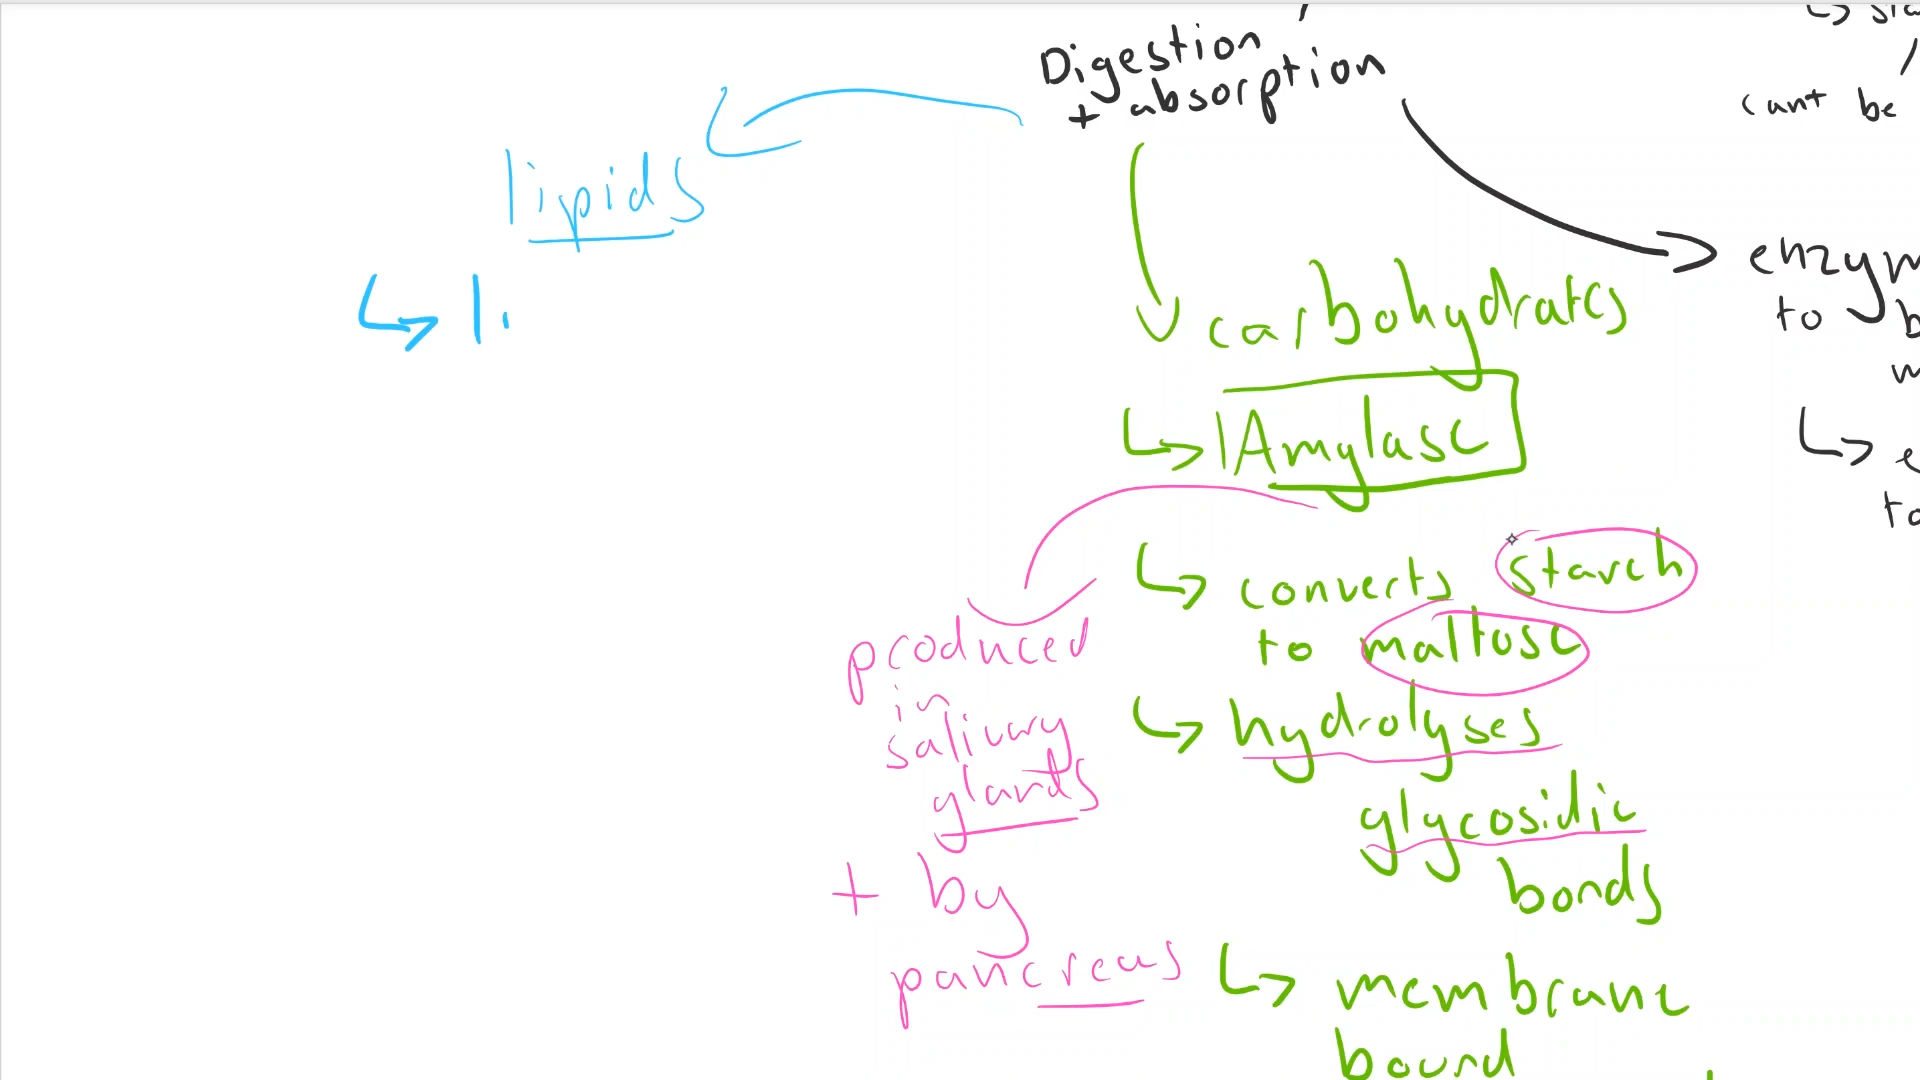 Digestion
+ absorption
cant be
lipids
li
carbohydrates
Amylase
converts starch
to maltose
hydrolyses
glycosidic
bonds
membrane
bound
produced
in
salivary
glands
+ by
pancreas
enzym
to b